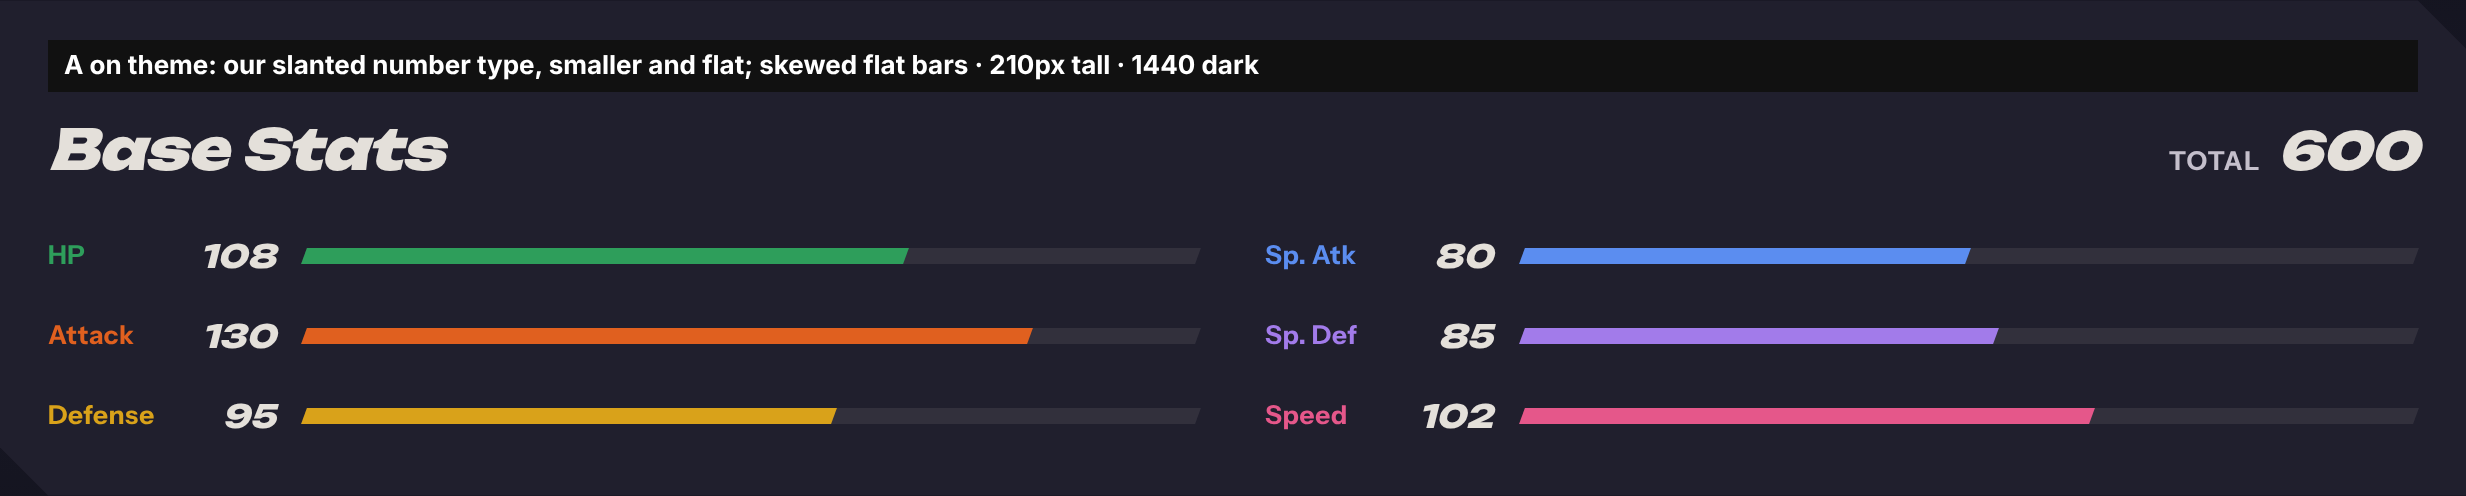 A on theme: our slanted number type, smaller and flat; skewed flat bars · 210px tall · 1440 dark
Base Stats
TOTAL 600
HP 108
Attack 130
Defense 95
Sp. Atk 80
Sp. Def 85
Speed 102